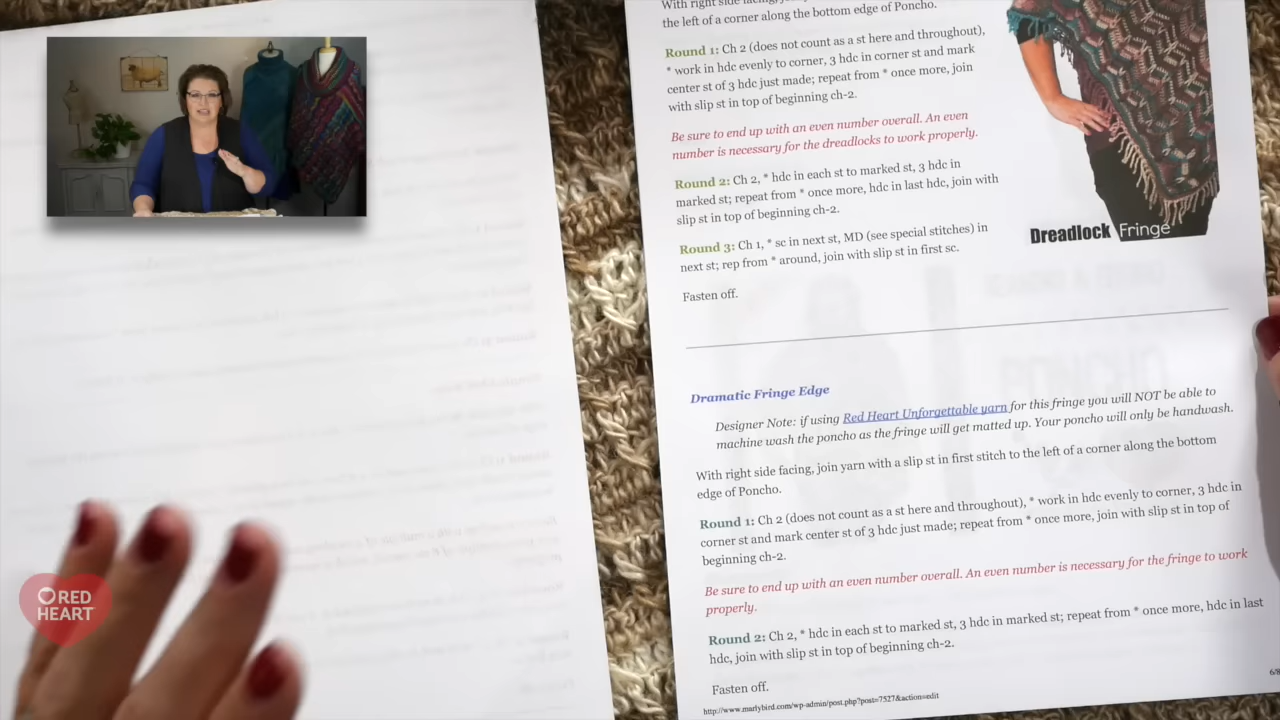 With right side facing, jo
the left of a corner along the bottom edge of Poncho.
Round 1: Ch 2 (does not count as a st here and throughout),
* work in hdc evenly to corner, 3 hdc in corner st and mark
center st of 3 hdc just made; repeat from * once more, join
with slip st in top of beginning ch-2.
Be sure to end up with an even number overall. An even
number is necessary for the dreadlocks to work properly.
Round 2: Ch 2, * hdc in each st to marked st, 3 hdc in
marked st; repeat from * once more, hdc in last hdc, join with
slip st in top of beginning ch-2.
Round 3: Ch 1, * sc in next st, MD (see special stitches) in
next st; rep from * around, join with slip st in first sc.
Fasten off.
Dreadlock Fringe
Dramatic Fringe Edge
Designer Note: if using Red Heart Unforgettable yarn for this fringe you will NOT be able to
machine wash the poncho as the fringe will get matted up. Your poncho will only be handwash.
With right side facing, join yarn with a slip st in first stitch to the left of a corner along the bottom
edge of Poncho.
Round 1: Ch 2 (does not count as a st here and throughout), * work in hdc evenly to corner, 3 hdc in
corner st and mark center st of 3 hdc just made; repeat from * once more, join with slip st in top of
beginning ch-2.
Be sure to end up with an even number overall. An even number is necessary for the fringe to work
properly.
Round 2: Ch 2, * hdc in each st to marked st, 3 hdc in marked st; repeat from * once more, hdc in last
hdc, join with slip st in top of beginning ch-2.
Fasten off.
http://www.marlybird.com/wp-admin/post.php?post=7527&action=edit
6/8
RED
HEART